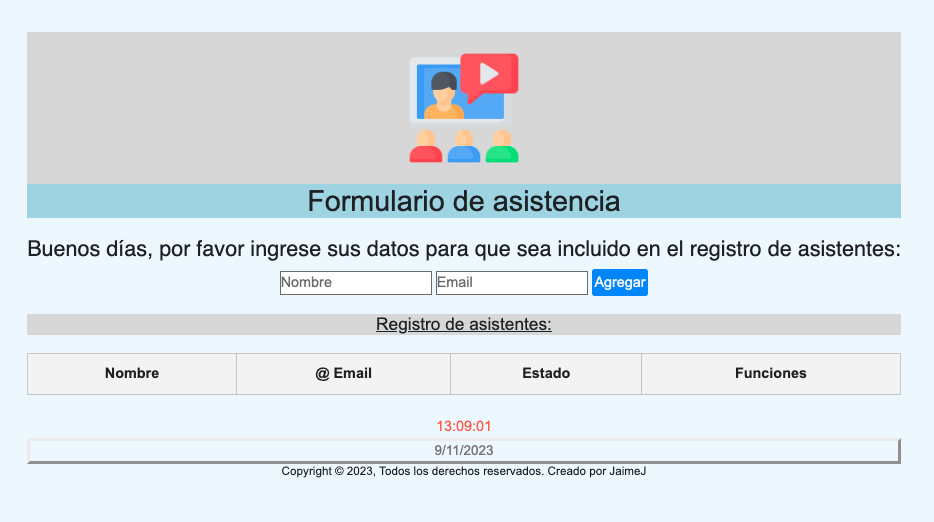 Formulario de asistencia
Buenos días, por favor ingrese sus datos para que sea incluido en el registro de asistentes:
Nombre Email Agregar
Registro de asistentes:
Nombre @ Email Estado Funciones
13:09:01
9/11/2023
Copyright © 2023, Todos los derechos reservados. Creado por JaimeJ